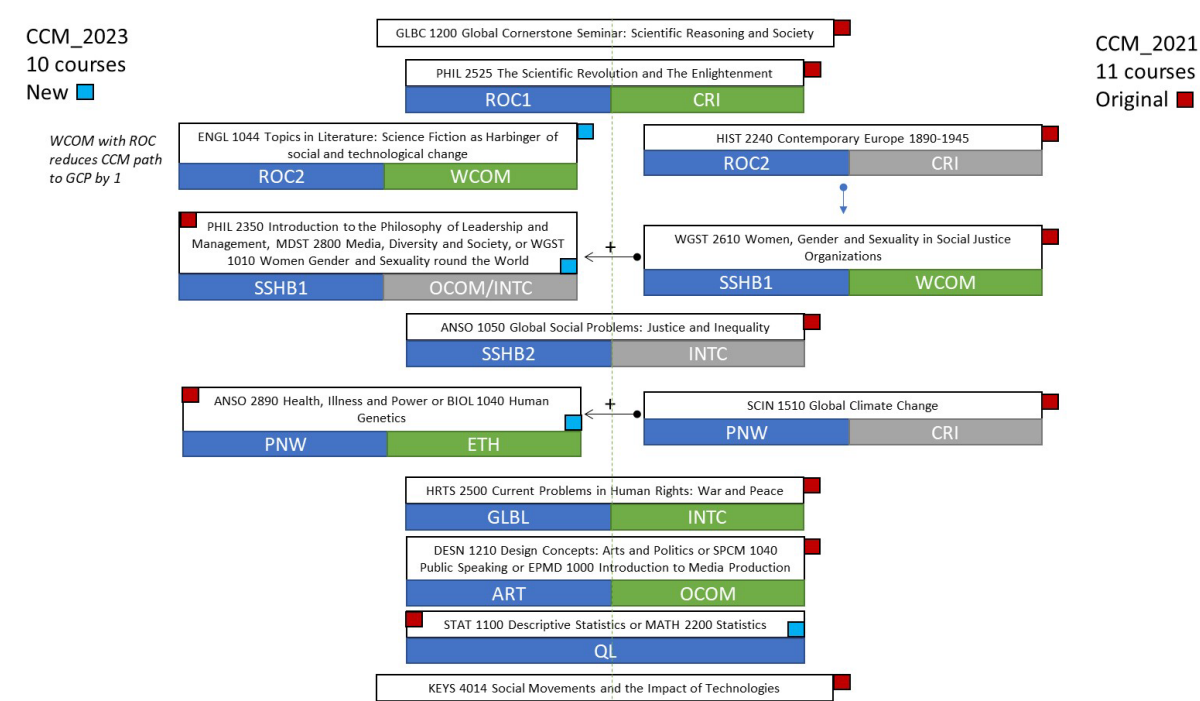 CCM_2023
10 courses
New
CCM_2021
11 courses
Original
GLBC 1200 Global Cornerstone Seminar: Scientific Reasoning and Society
PHIL 2525 The Scientific Revolution and The Enlightenment
ROC1 CRI
WCOM with ROC
reduces CCM path
to GCP by 1
ENGL 1044 Topics in Literature: Science Fiction as Harbinger of
social and technological change
ROC2 WCOM
HIST 2240 Contemporary Europe 1890-1945
ROC2 CRI
PHIL 2350 Introduction to the Philosophy of Leadership and
Management, MDST 2800 Media, Diversity and Society, or WGST
1010 Women Gender and Sexuality round the World
SSHB1 OCOM/INTC
+
WGST 2610 Women, Gender and Sexuality in Social Justice
Organizations
SSHB1 WCOM
ANSO 1050 Global Social Problems: Justice and Inequality
SSHB2 INTC
ANSO 2890 Health, Illness and Power or BIOL 1040 Human
Genetics
PNW ETH
+
SCIN 1510 Global Climate Change
PNW CRI
HRTS 2500 Current Problems in Human Rights: War and Peace
GLBL INTC
DESN 1210 Design Concepts: Arts and Politics or SPCM 1040
Public Speaking or EPMD 1000 Introduction to Media Production
ART OCOM
STAT 1100 Descriptive Statistics or MATH 2200 Statistics
QL
KEYS 4014 Social Movements and the Impact of Technologies